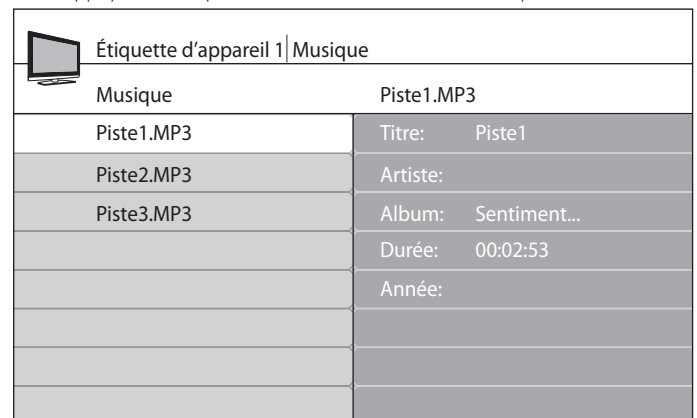 Étiquette d'appareil 1 Musique
Musique
Piste1.MP3
Piste1.MP3
Titre: Piste1
Piste2.MP3
Artiste:
Piste3.MP3
Album: Sentiment...
Durée: 00:02:53
Année: